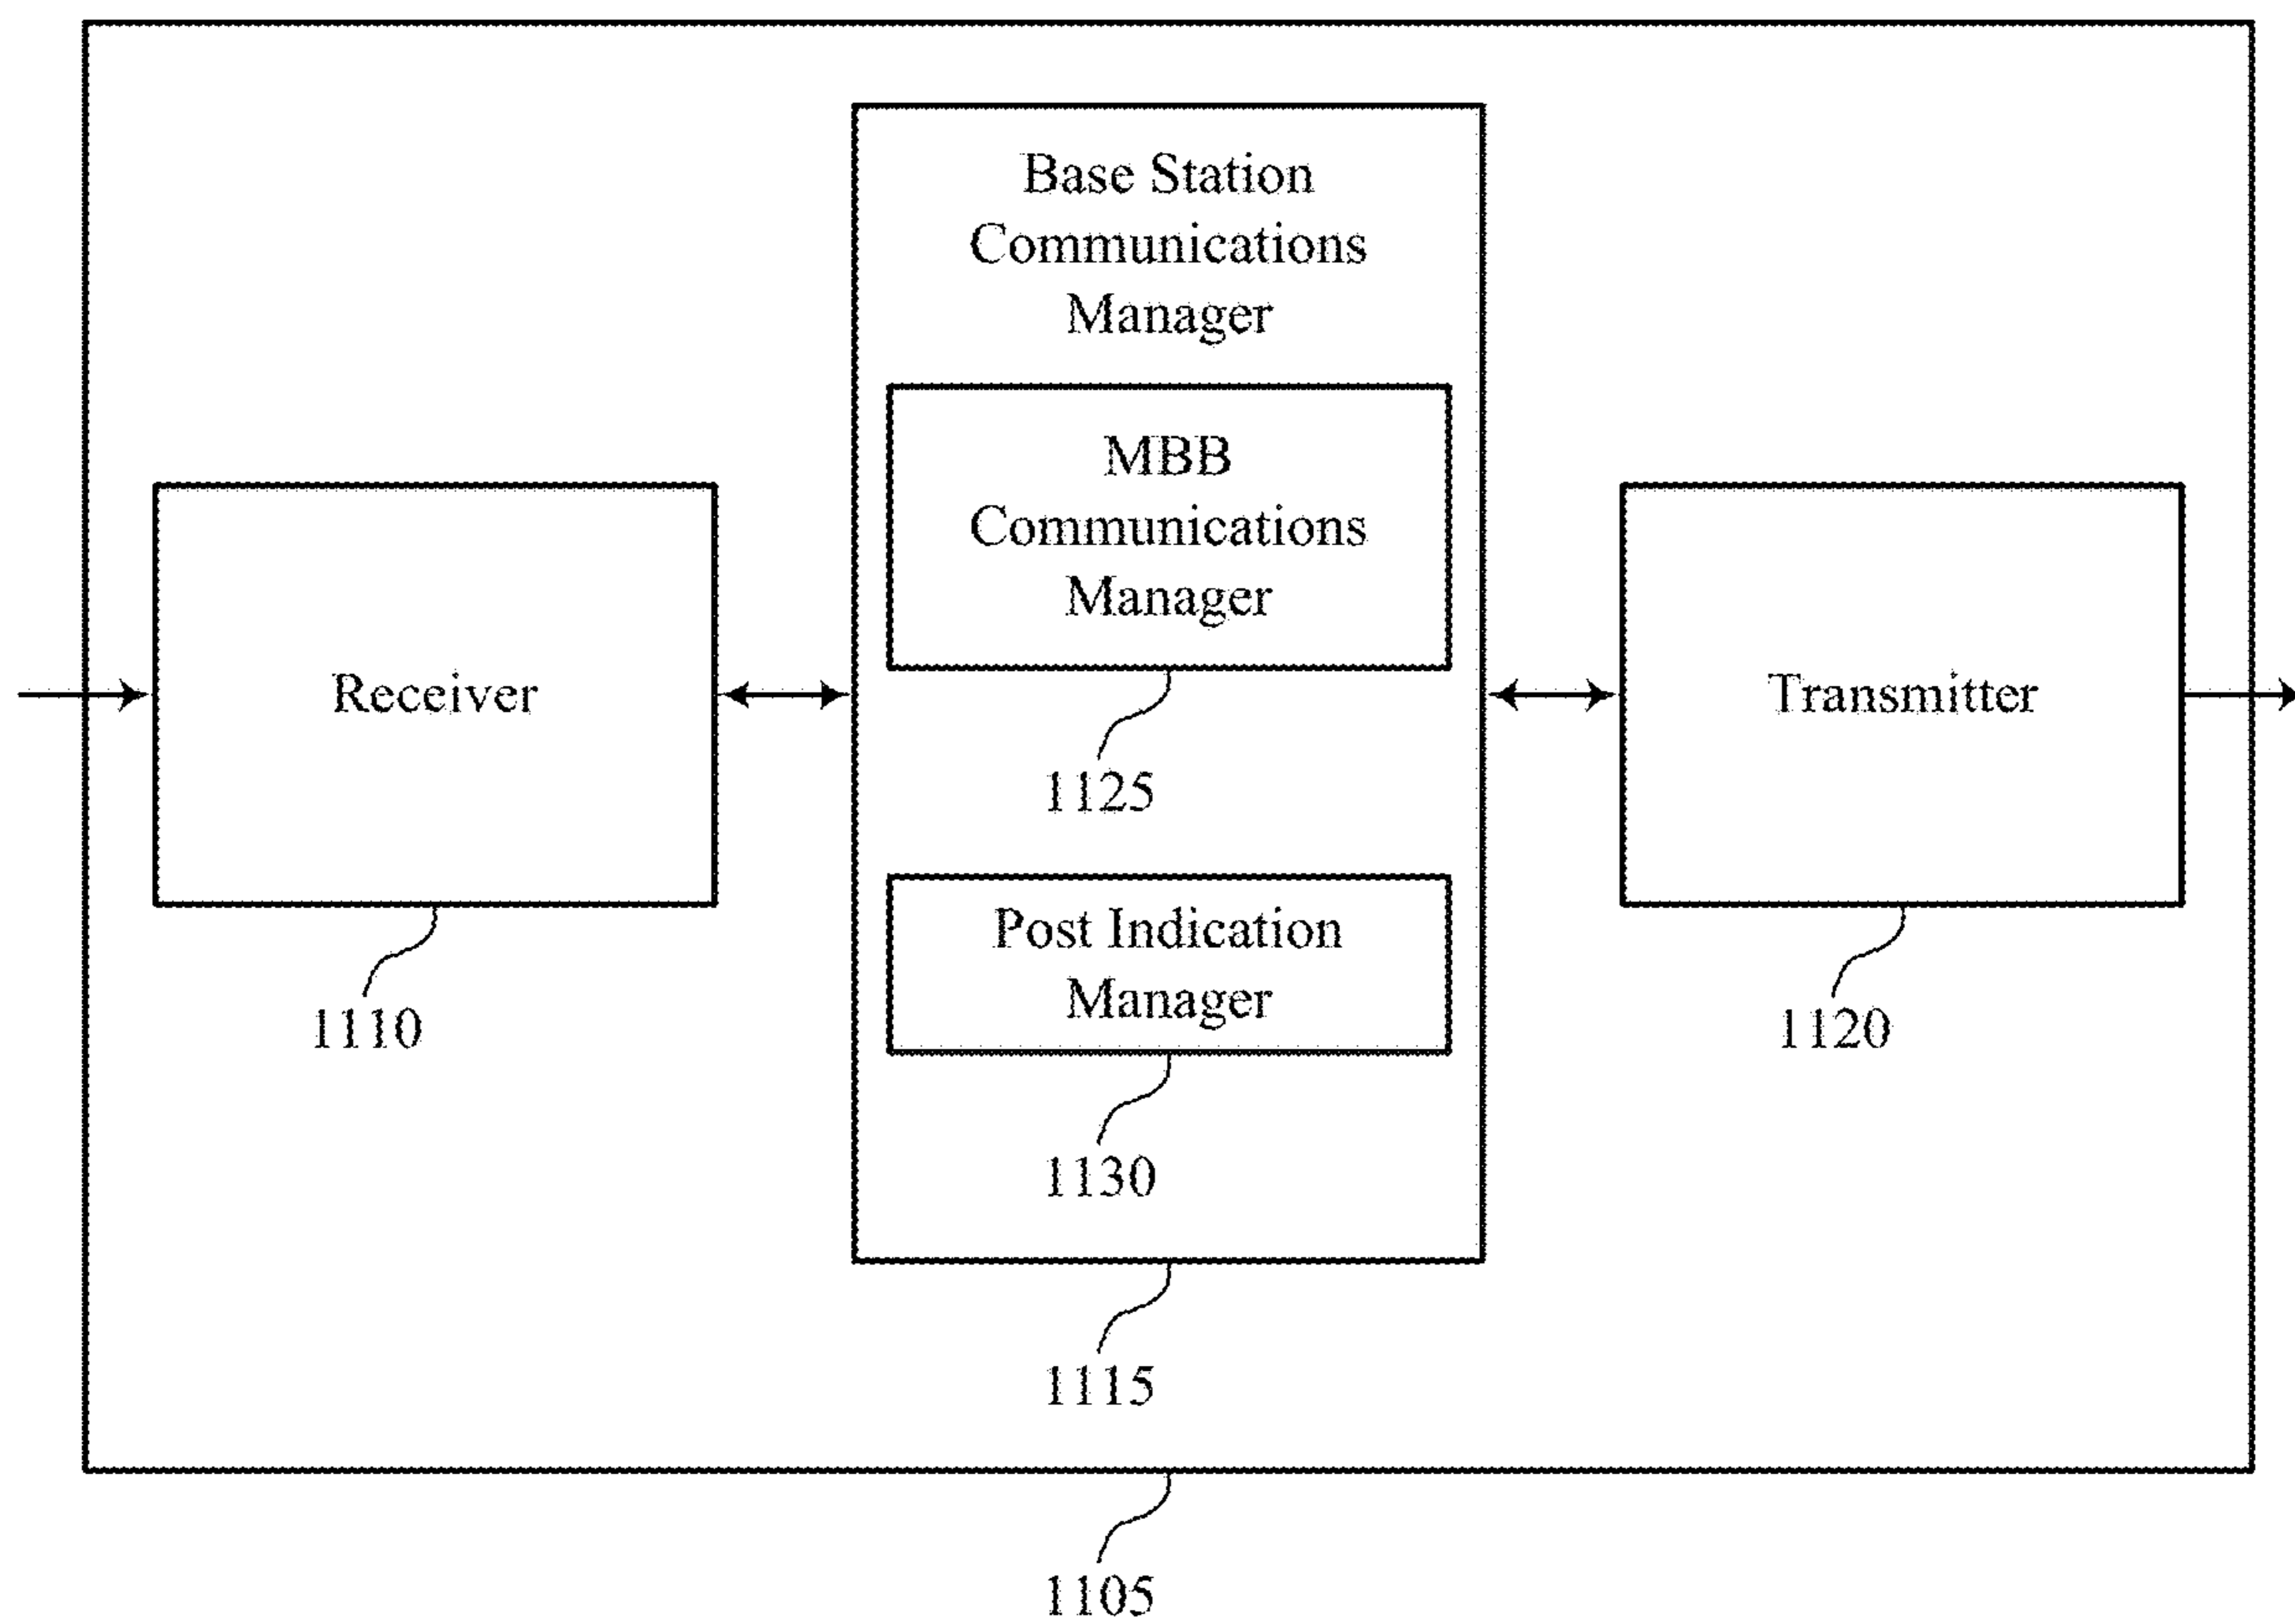 Base Station
Communications
Manager
MBB
Communications
Manager
Receiver
Transmitter
1125
Post Indication
Manager
1110
1120
1130
1115
1105